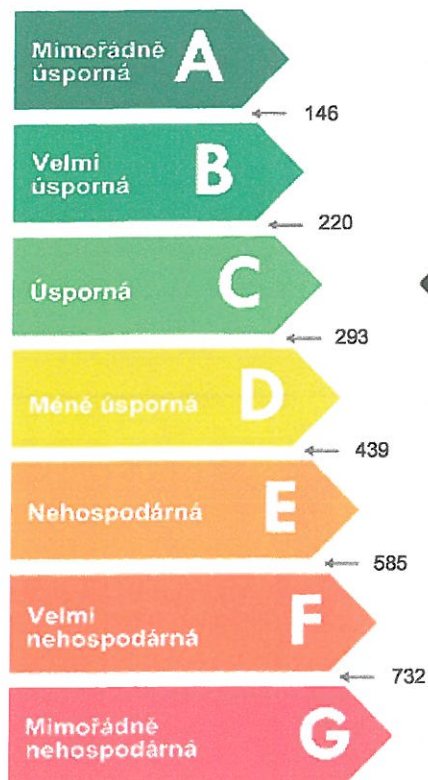 Mimořádně
úsporná
A
146
Velmi
úsporná
B
220
Úsporná
C
293
Méně úsporná
D
439
Nehospodárná
E
585
Velmi
nehospodárná
F
732
Mimořádně
nehospodárná
G